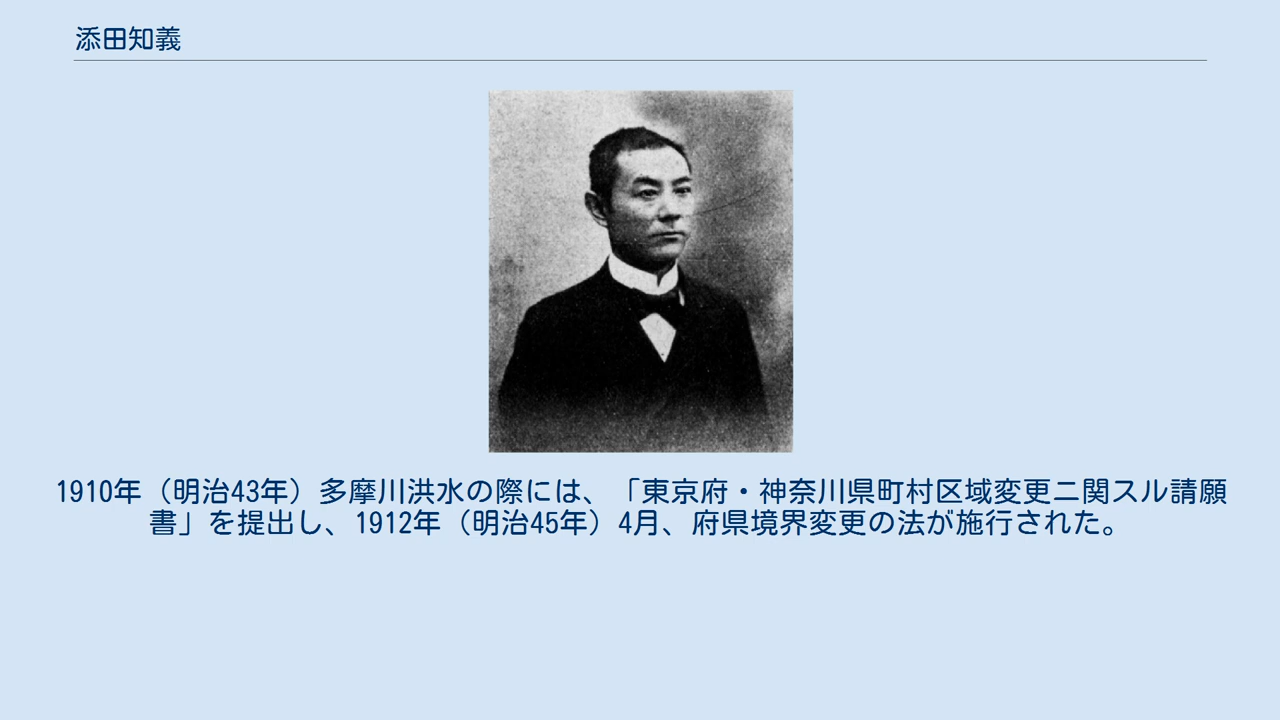 添田知義
1910年（明治43年）多摩川洪水の際には、「東京府・神奈川県町村区域変更ニ関スル請願
書」を提出し、1912年（明治45年）4月、府県境界変更の法が施行された。